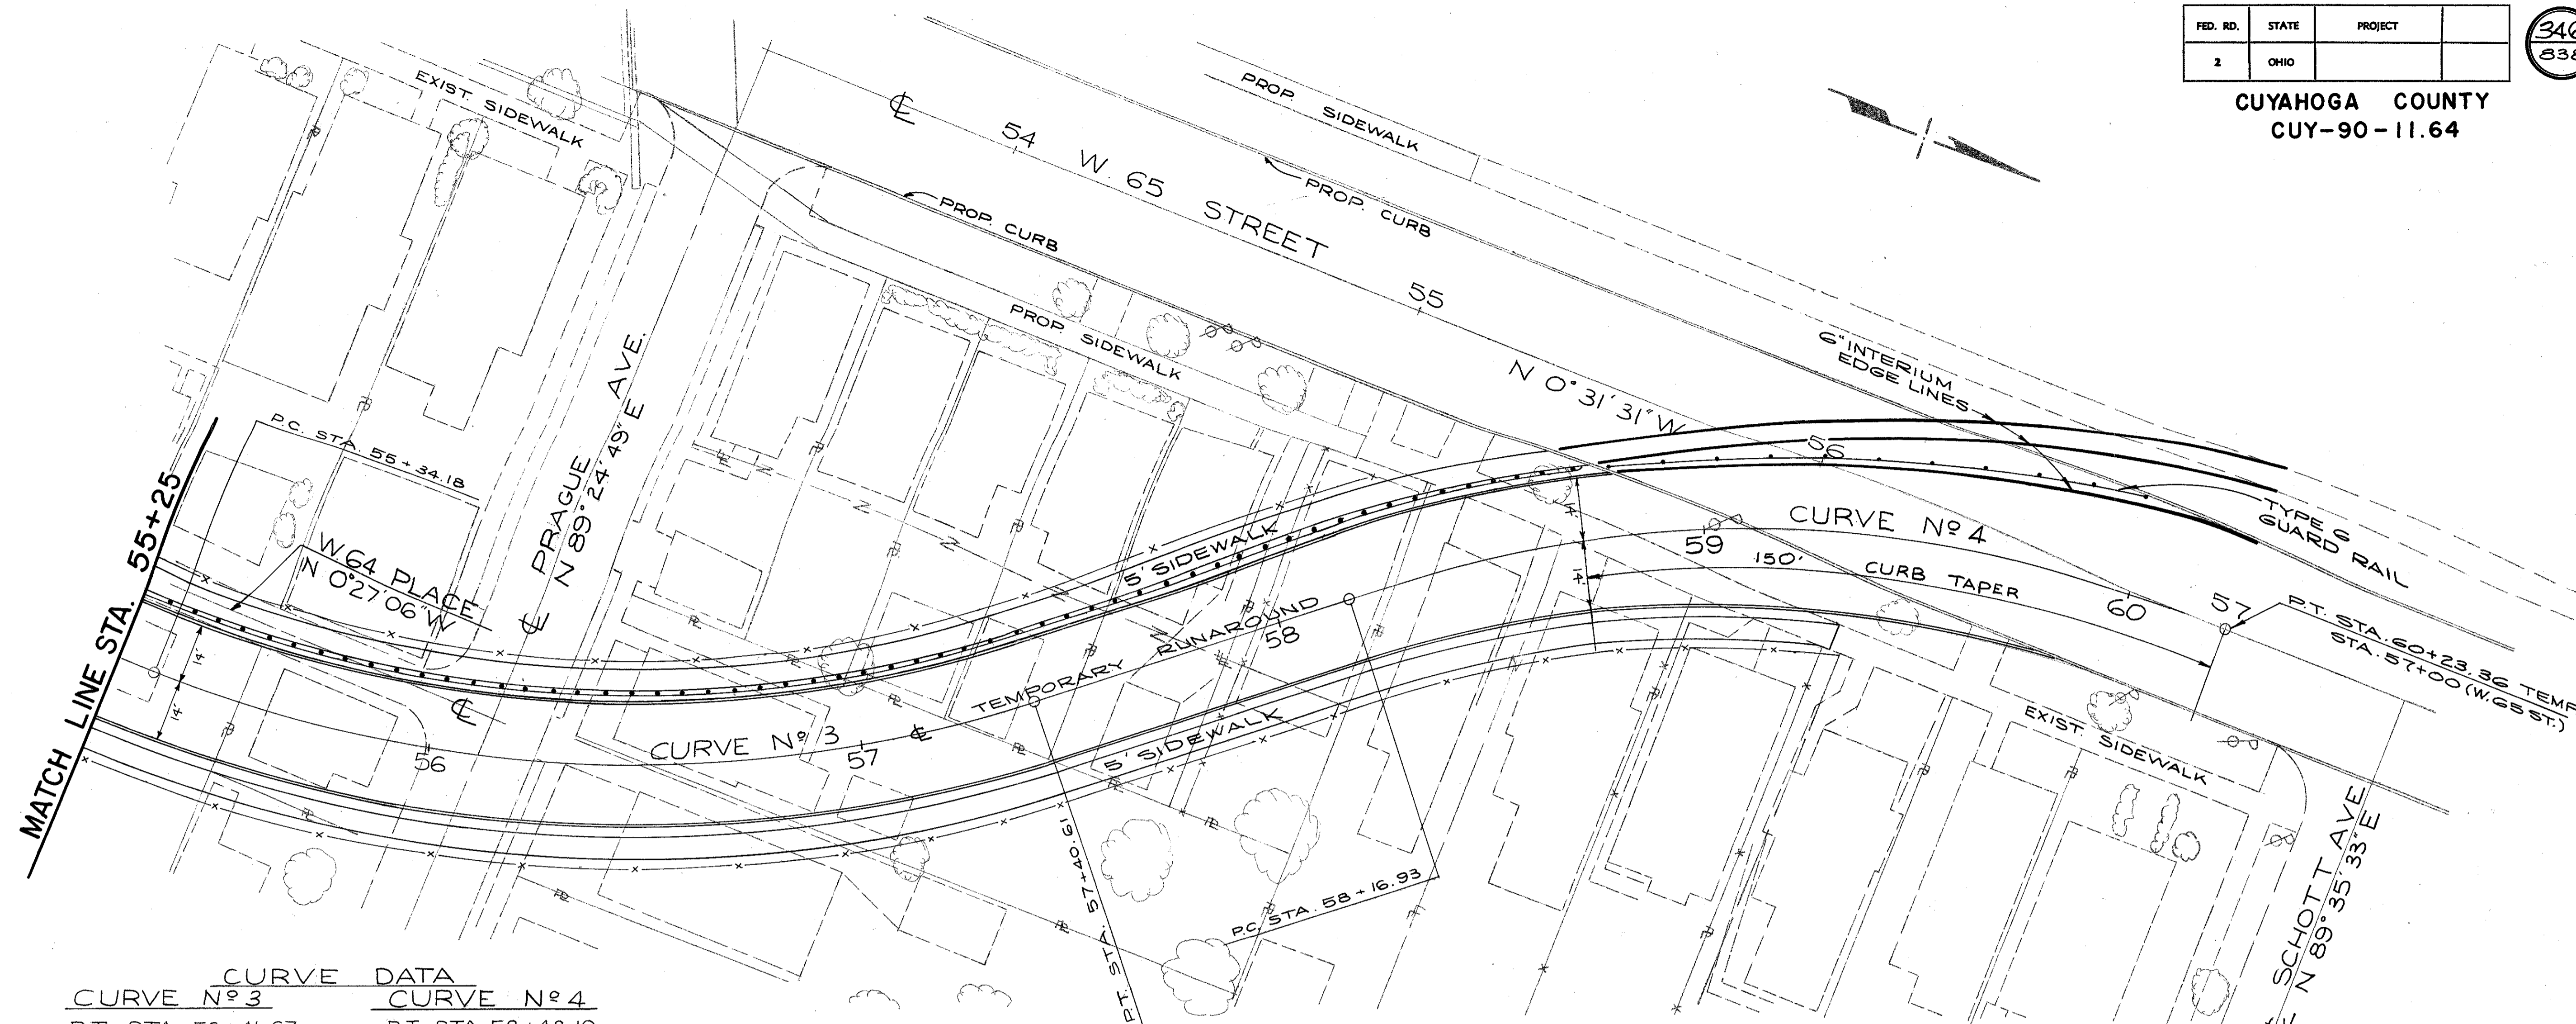 FED. RD. STATE PROJECT
2 OHIO
CUYAHOGA COUNTY
CUY-90-11.64
EXIST. SIDEWALK
PROP. SIDEWALK
℄
54
W. 65 STREET
PROP. CURB
PROP. CURB
55
PROP. SIDEWALK
N 0°31'31"W
6" INTERIUM
EDGE LINES
56
TYPE 6
GUARD RAIL
P.C. STA. 55+34.18
℄ PRAGUE AVE.
N 89°24'49"E
MATCH LINE STA. 55+25
W.64 PLACE
N 0°27'06"W
14'
14'
℄
56
CURVE Nº 3
57
℄
TEMPORARY RUNAROUND
58
5' SIDEWALK
5' SIDEWALK
14'
14'
59
CURVE Nº 4
150' CURB TAPER
60
57
P.T. STA. 60+23.36 TEMP
STA. 57+00 (W.65 ST.)
EXIST. SIDEWALK
P.T. STA. 57+40.61
P.C. STA. 58+16.93
SCHOTT AVE
N 89°35'33"E
CURVE DATA
CURVE Nº 3 CURVE Nº 4